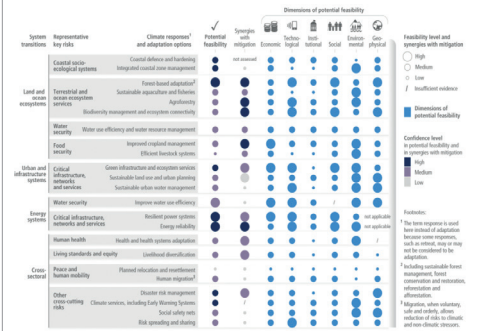 Dimensions of potential feasibility
System transitions
Representative key risks
Climate responses¹ and adaptation options
Potential feasibility
Synergies with mitigation
Economic
Techno-logical
Insti-tutional
Social
Environ-mental
Geo-physical
Feasibility level and synergies with mitigation
High
Medium
Low
/ Insufficient evidence
Dimensions of potential feasibility
Confidence level in potential feasibility and in synergies with mitigation
High
Medium
Low
Footnotes:
¹ The term response is used here instead of adaptation because some responses, such as retreat, may or may not be considered to be adaptation.
² Including sustainable forest management, forest conservation and restoration, reforestation and afforestation.
³ Migration, when voluntary, safe and orderly, allows reduction of risks to climatic and non-climatic stressors.
Land and ocean ecosystems
Coastal socio-ecological systems
Coastal defence and hardening
not assessed
Integrated coastal zone management
Terrestrial and ocean ecosystem services
Forest-based adaptation²
Sustainable aquaculture and fisheries
Agroforestry
Biodiversity management and ecosystem connectivity
Water security
Water use efficiency and water resource management
Food security
Improved cropland management
Efficient livestock systems
Urban and infrastructure systems
Critical infrastructure, networks and services
Green infrastructure and ecosystem services
Sustainable land use and urban planning
Sustainable urban water management
Energy systems
Water security
Improve water use efficiency
/
Critical infrastructure, networks and services
Resilient power systems
not applicable
Energy reliability
not applicable
Cross-sectoral
Human health
Health and health systems adaptation
/
Living standards and equity
Livelihood diversification
Peace and human mobility
Planned relocation and resettlement
Human migration³
Other cross-cutting risks
Disaster risk management
Climate services, including Early Warning Systems
/
Social safety nets
Risk spreading and sharing